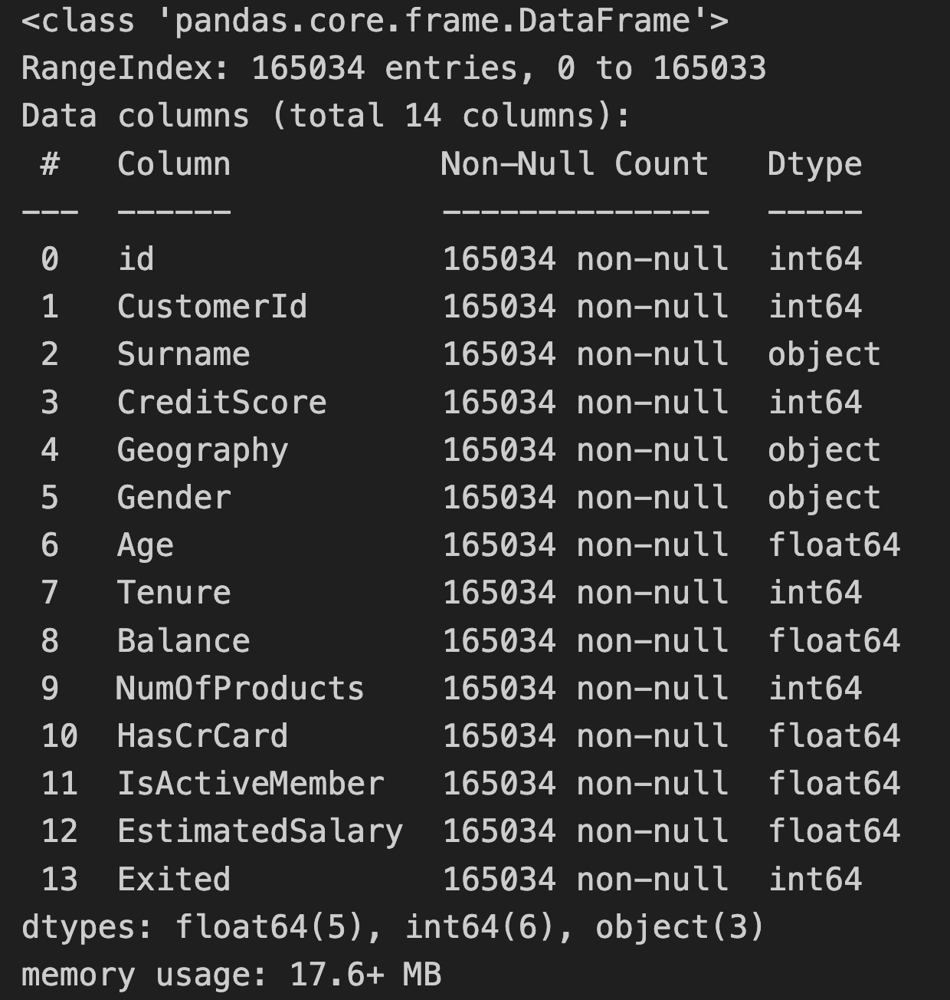 <class 'pandas.core.frame.DataFrame'>
RangeIndex: 165034 entries, 0 to 165033
Data columns (total 14 columns):
 #   Column           Non-Null Count   Dtype
---  ------           --------------   -----
 0   id               165034 non-null  int64
 1   CustomerId       165034 non-null  int64
 2   Surname          165034 non-null  object
 3   CreditScore      165034 non-null  int64
 4   Geography        165034 non-null  object
 5   Gender           165034 non-null  object
 6   Age              165034 non-null  float64
 7   Tenure           165034 non-null  int64
 8   Balance          165034 non-null  float64
 9   NumOfProducts    165034 non-null  int64
 10  HasCrCard        165034 non-null  float64
 11  IsActiveMember   165034 non-null  float64
 12  EstimatedSalary  165034 non-null  float64
 13  Exited           165034 non-null  int64
dtypes: float64(5), int64(6), object(3)
memory usage: 17.6+ MB